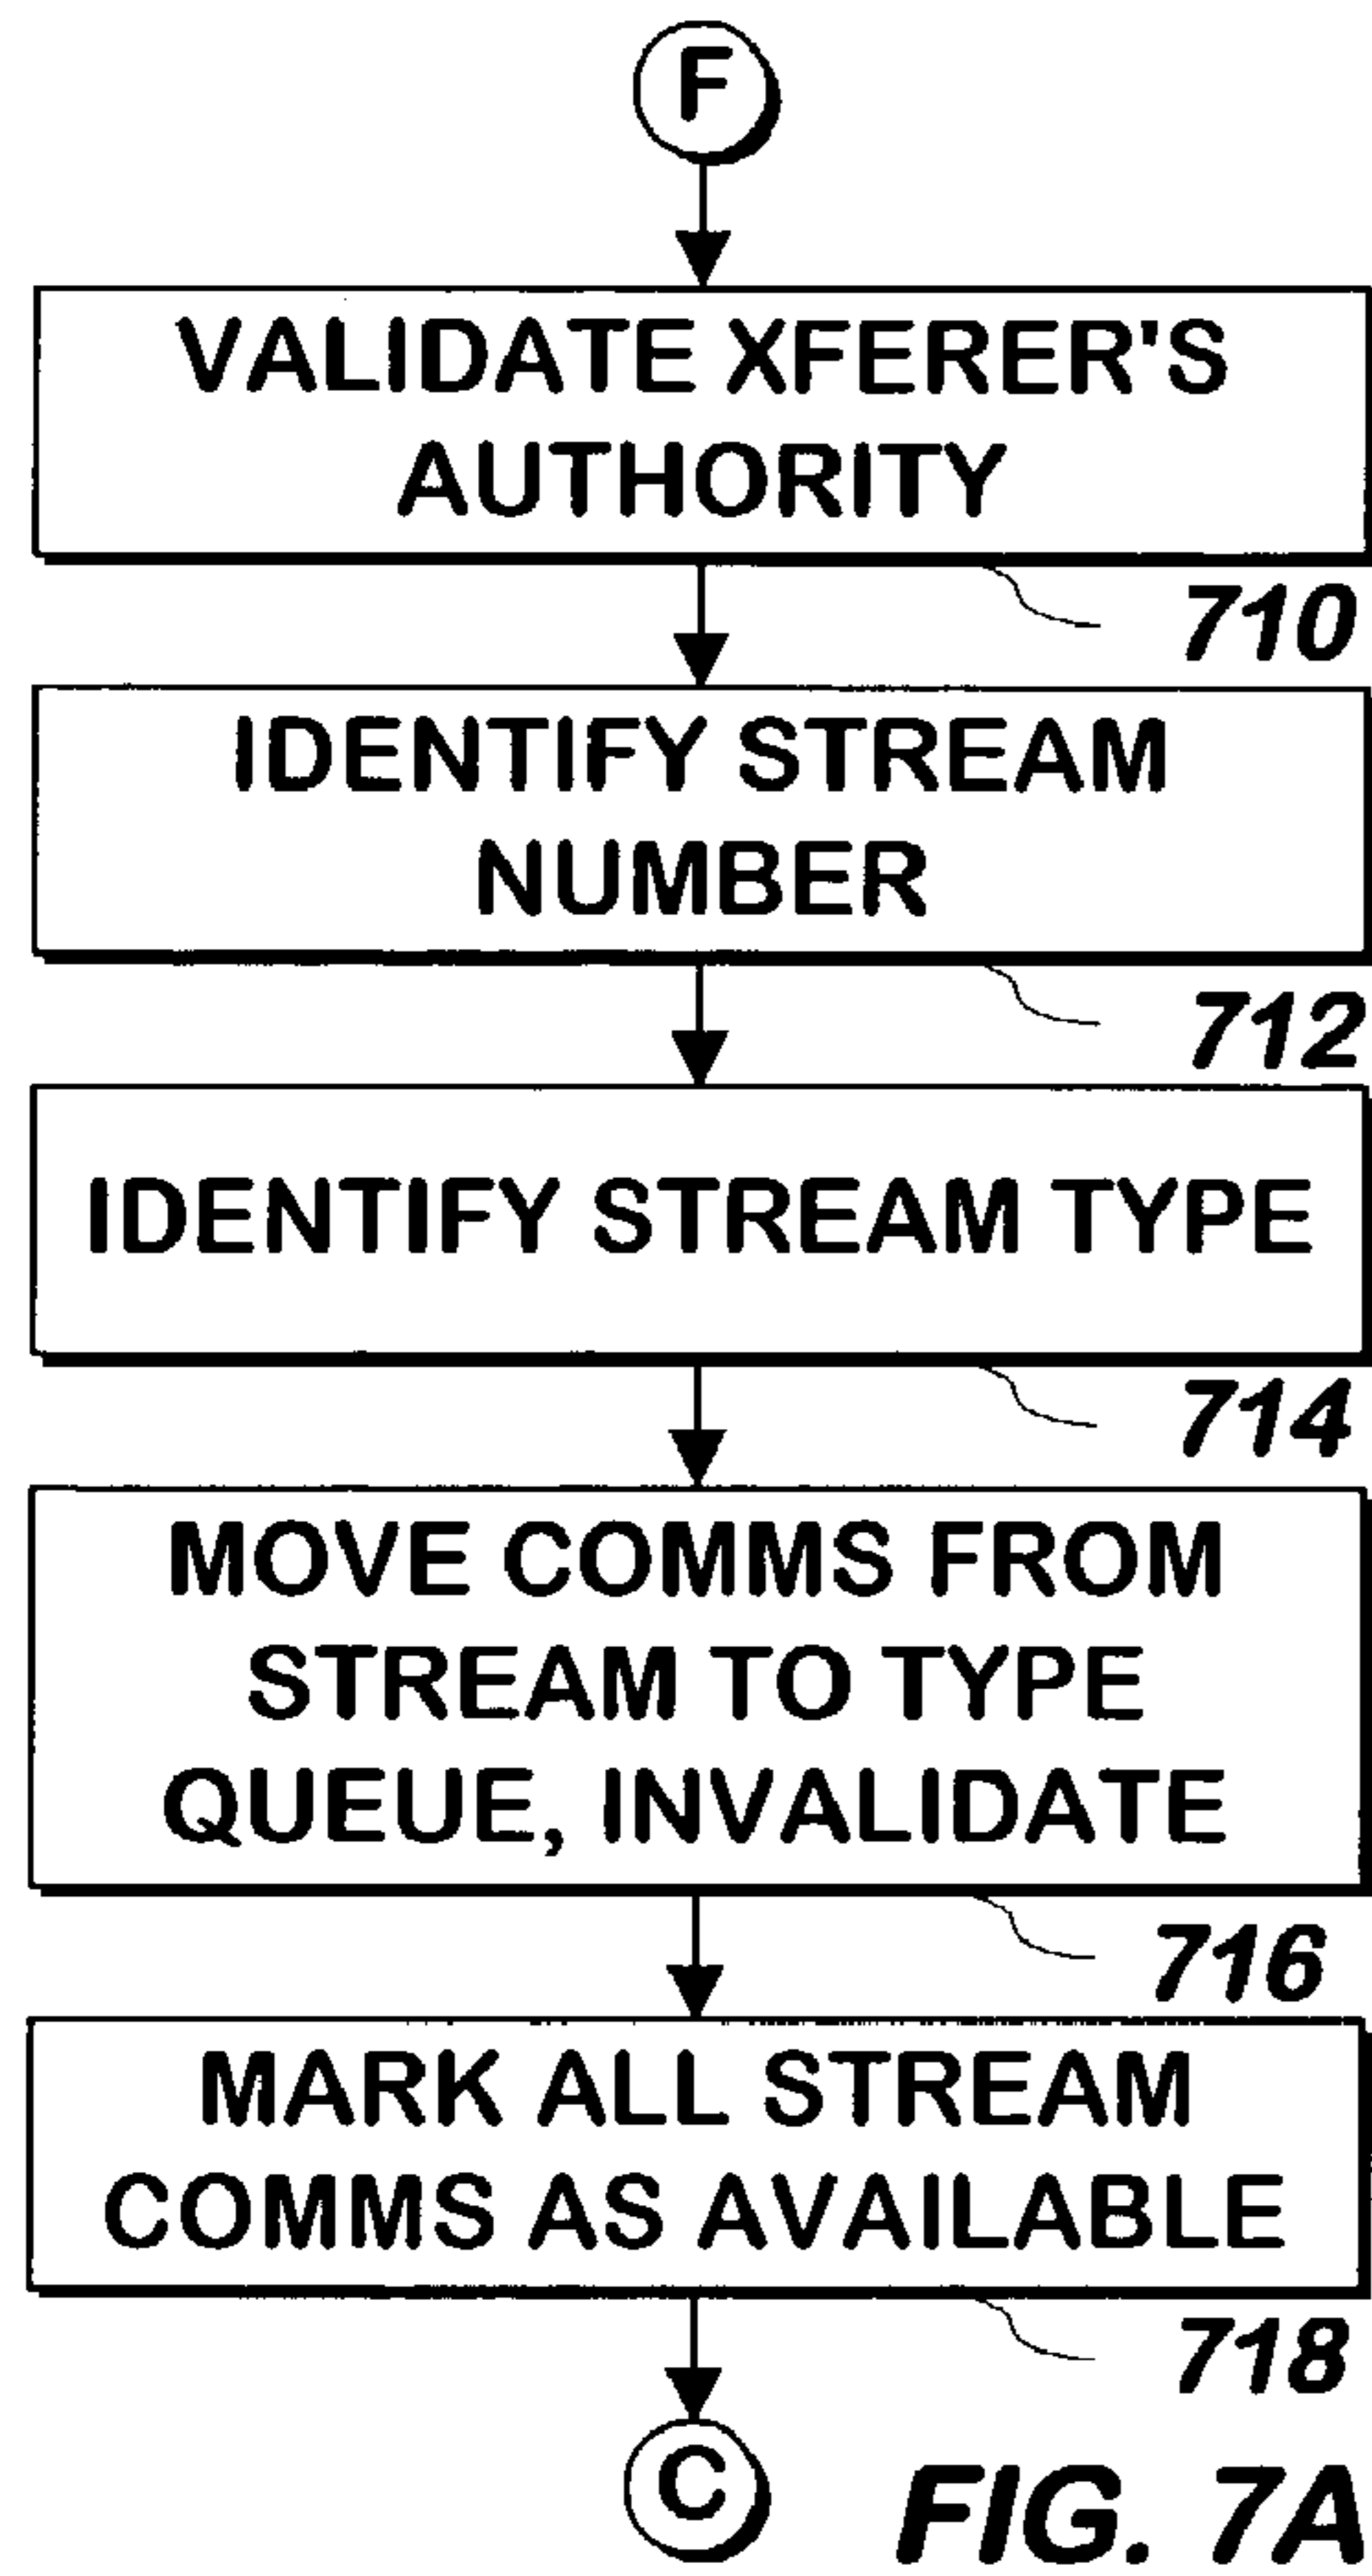 F
VALIDATE XFERER'S
AUTHORITY
710
IDENTIFY STREAM
NUMBER
712
IDENTIFY STREAM TYPE
714
MOVE COMMS FROM
STREAM TO TYPE
QUEUE, INVALIDATE
716
MARK ALL STREAM
COMMS AS AVAILABLE
718
C
FIG. 7A